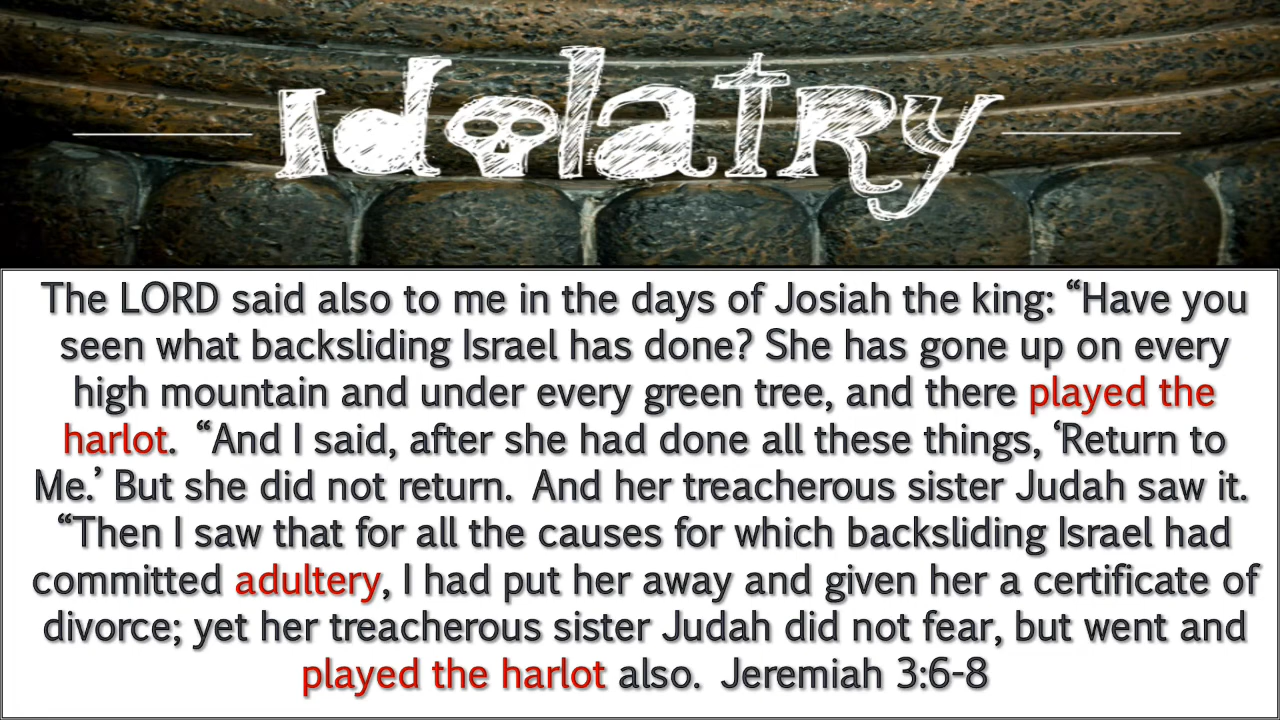 Idolatry
The LORD said also to me in the days of Josiah the king: “Have you
seen what backsliding Israel has done? She has gone up on every
high mountain and under every green tree, and there played the
harlot. “And I said, after she had done all these things, ‘Return to
Me.’ But she did not return. And her treacherous sister Judah saw it.
“Then I saw that for all the causes for which backsliding Israel had
committed adultery, I had put her away and given her a certificate of
divorce; yet her treacherous sister Judah did not fear, but went and
played the harlot also. Jeremiah 3:6-8